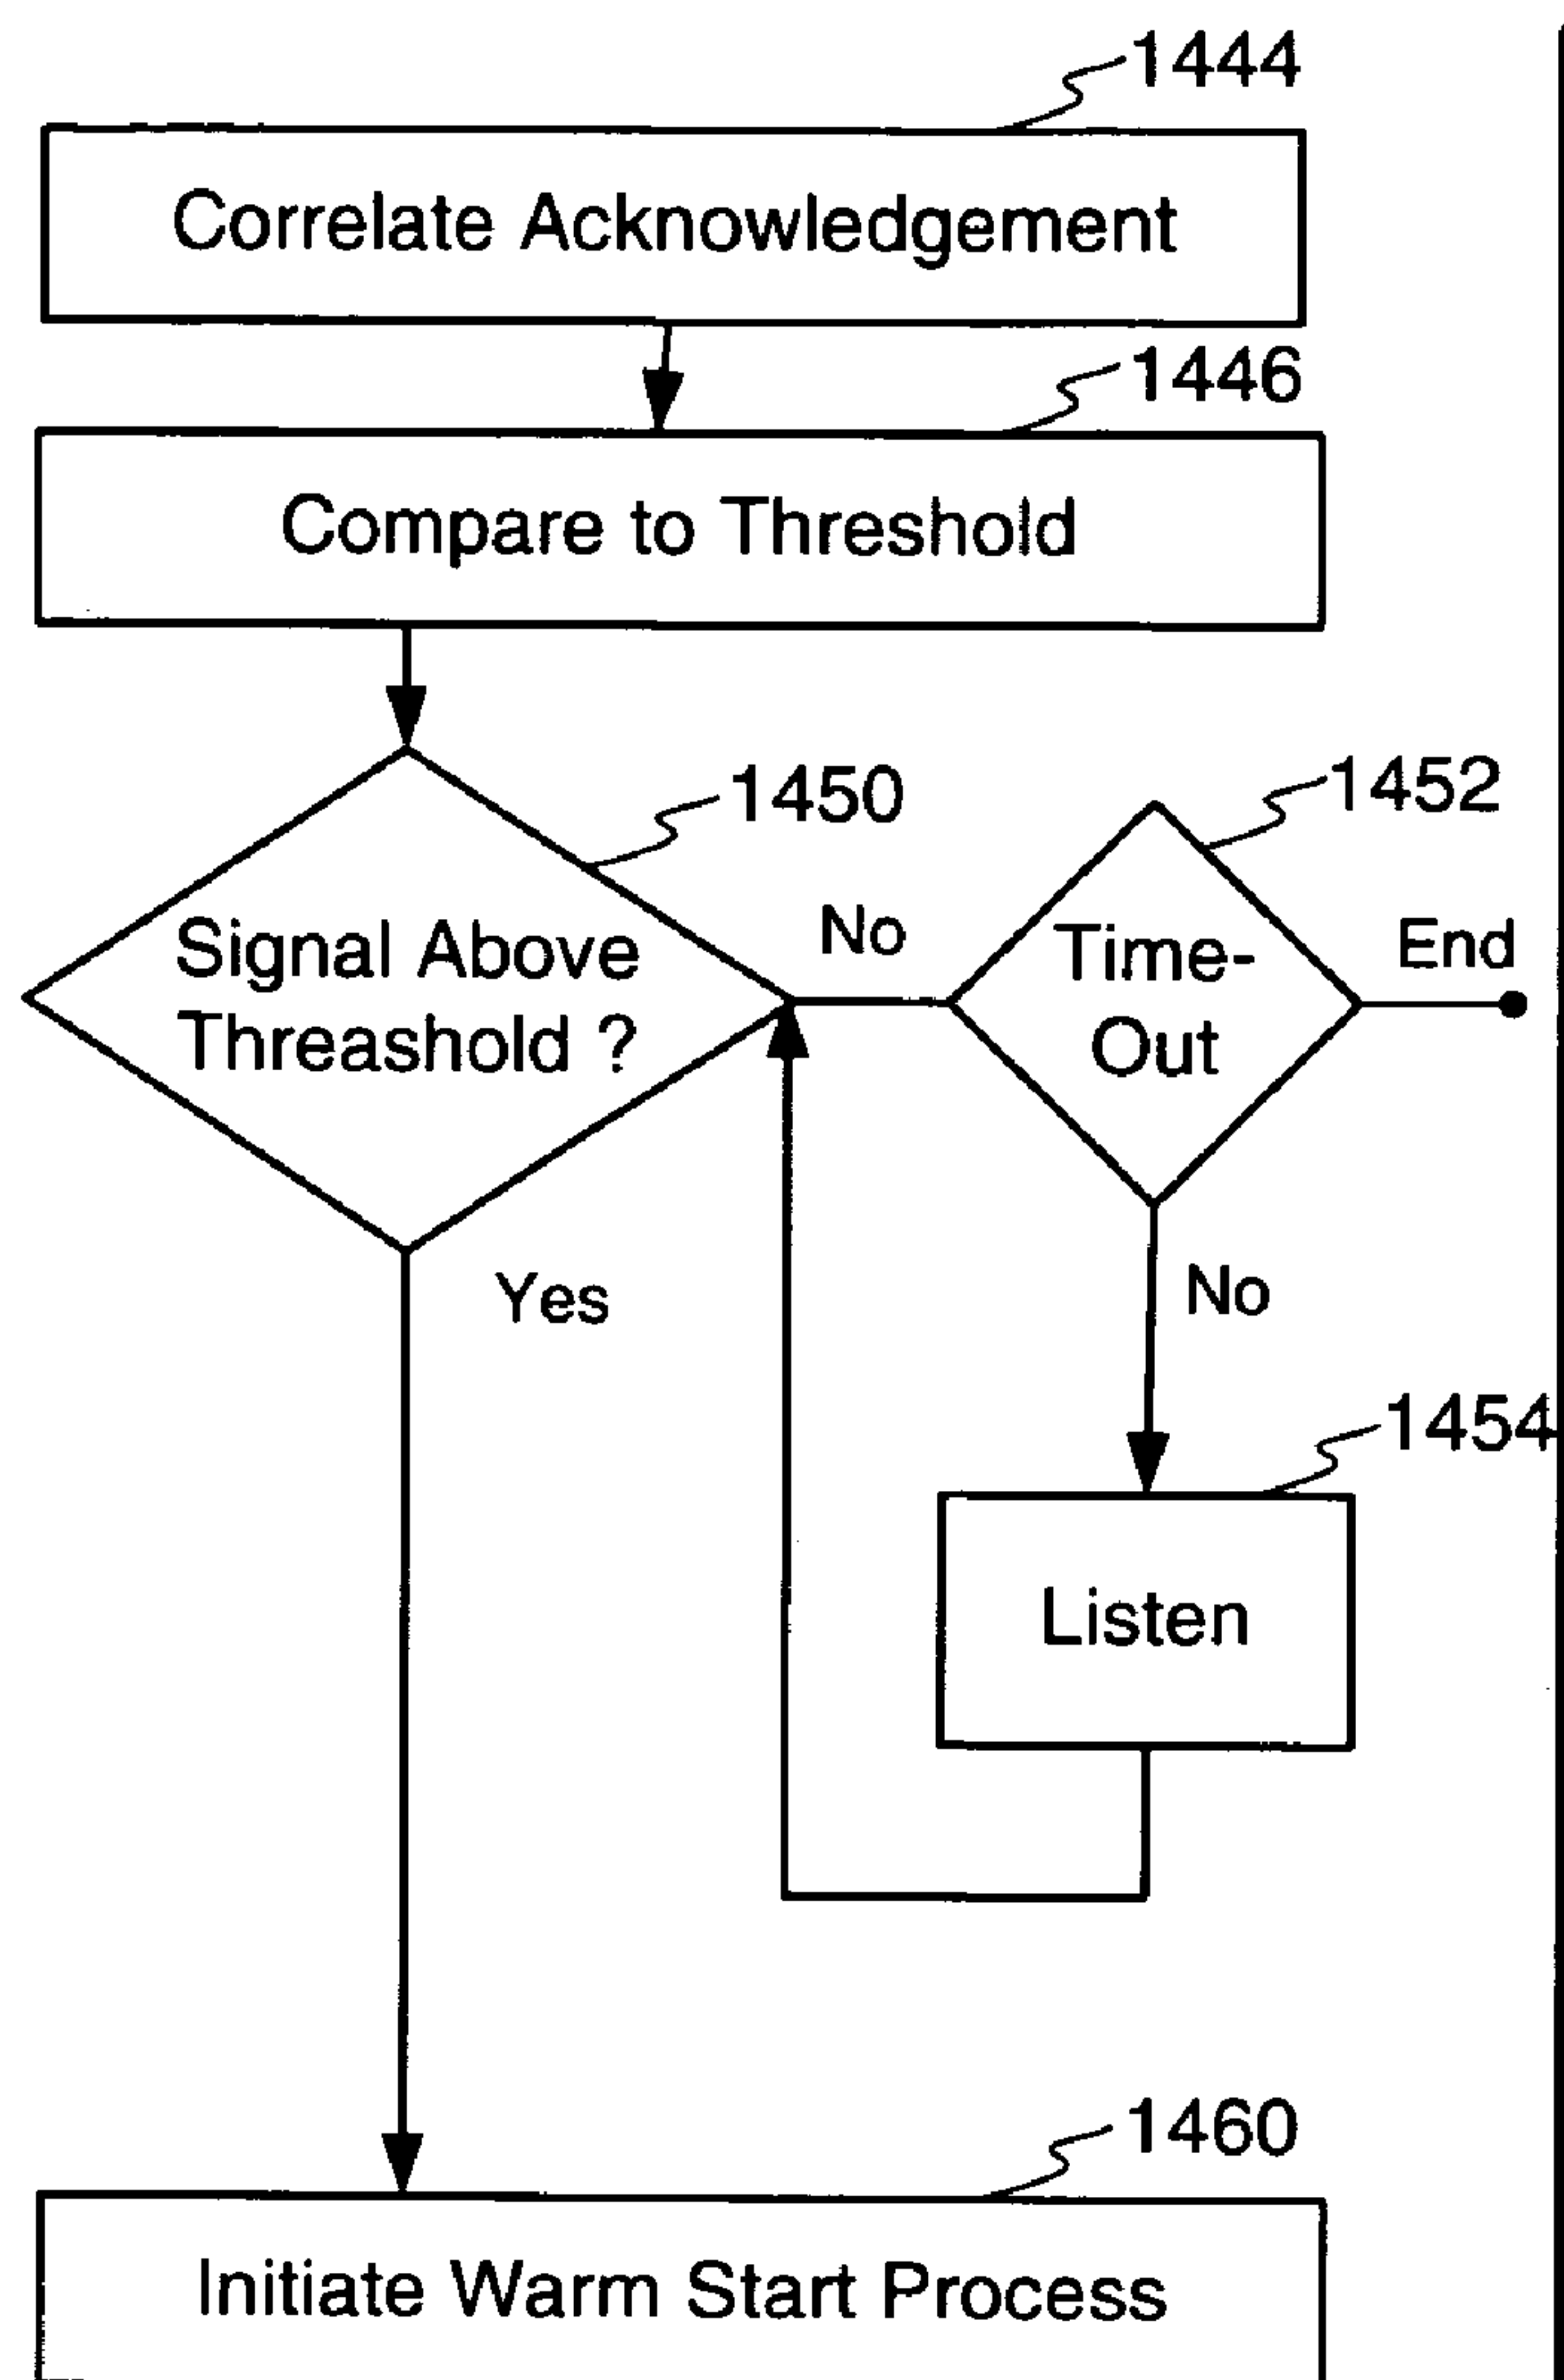 1444
Correlate Acknowledgement
1446
Compare to Threshold
1450
1452
Signal Above
Threashold ?
No
Time-
Out
End
Yes
No
1454
Listen
1460
Initiate Warm Start Process